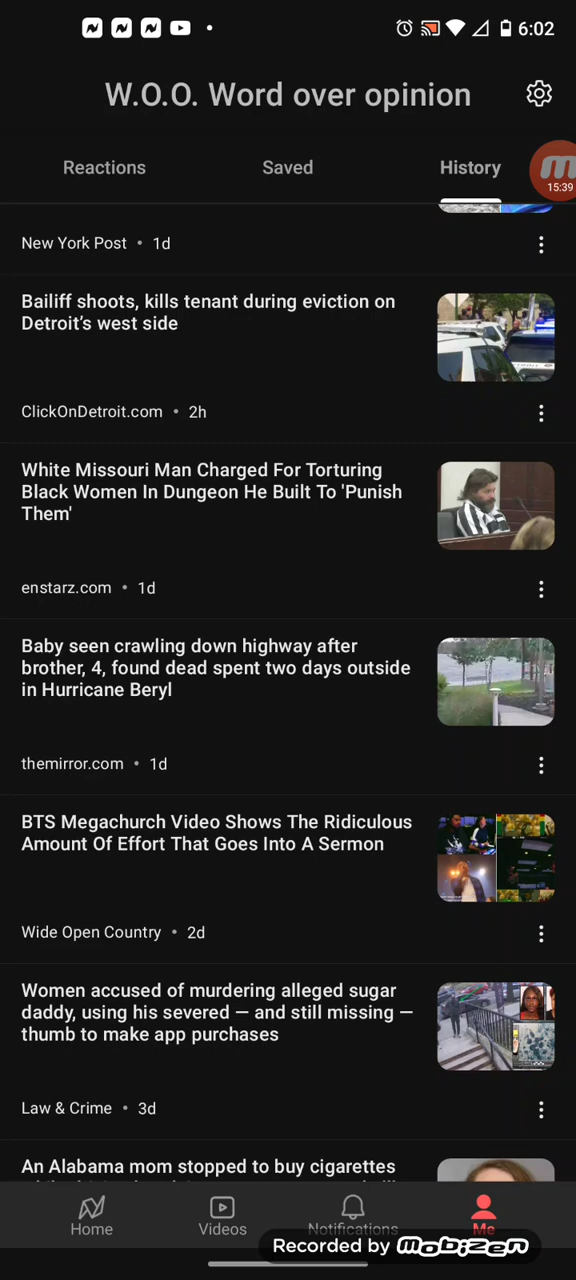 6:02
W.O.O. Word over opinion
Reactions
Saved
History
15:39
New York Post • 1d
Bailiff shoots, kills tenant during eviction on
Detroit’s west side
ClickOnDetroit.com • 2h
White Missouri Man Charged For Torturing
Black Women In Dungeon He Built To 'Punish
Them'
enstarz.com • 1d
Baby seen crawling down highway after
brother, 4, found dead spent two days outside
in Hurricane Beryl
themirror.com • 1d
BTS Megachurch Video Shows The Ridiculous
Amount Of Effort That Goes Into A Sermon
Wide Open Country • 2d
Women accused of murdering alleged sugar
daddy, using his severed — and still missing —
thumb to make app purchases
Law & Crime • 3d
An Alabama mom stopped to buy cigarettes
Home
Videos
Notifications
Me
Recorded by mobizen